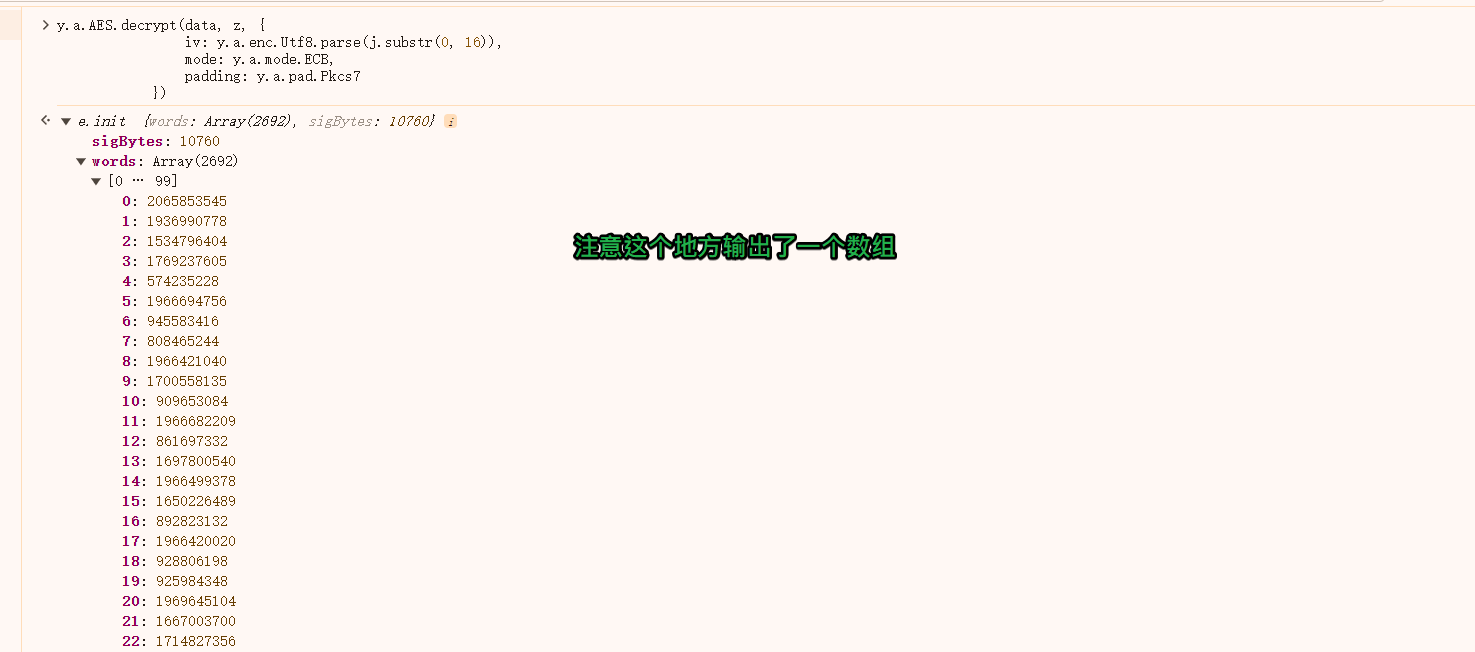 y.a.AES.decrypt(data, z, {
iv: y.a.enc.Utf8.parse(j.substr(0, 16)),
mode: y.a.mode.ECB,
padding: y.a.pad.Pkcs7
})
e.init {words: Array(2692), sigBytes: 10760} i
sigBytes: 10760
words: Array(2692)
[0 … 99]
0: 2065853545
1: 1936990778
2: 1534796404
注意这个地方输出了一个数组
3: 1769237605
4: 574235228
5: 1966694756
6: 945583416
7: 808465244
8: 1966421040
9: 1700558135
10: 909653084
11: 1966682209
12: 861697332
13: 1697800540
14: 1966499378
15: 1650226489
16: 892823132
17: 1966420020
18: 928806198
19: 925984348
20: 1969645104
21: 1667003700
22: 1714827356